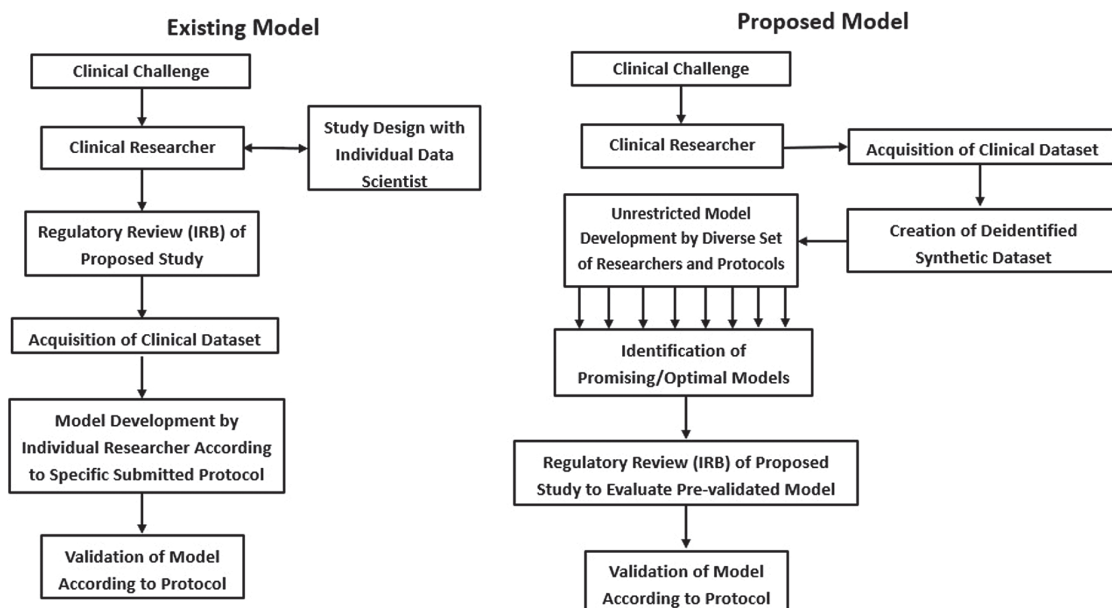 Existing Model
Clinical Challenge
Clinical Researcher
Study Design with
Individual Data
Scientist
Regulatory Review (IRB) of
Proposed Study
Acquisition of Clinical Dataset
Model Development by
Individual Researcher According
to Specific Submitted Protocol
Validation of Model
According to Protocol
Proposed Model
Clinical Challenge
Clinical Researcher
Acquisition of Clinical Dataset
Creation of Deidentified
Synthetic Dataset
Unrestricted Model
Development by Diverse Set
of Researchers and Protocols
Identification of
Promising/Optimal Models
Regulatory Review (IRB) of Proposed
Study to Evaluate Pre-validated Model
Validation of Model
According to Protocol